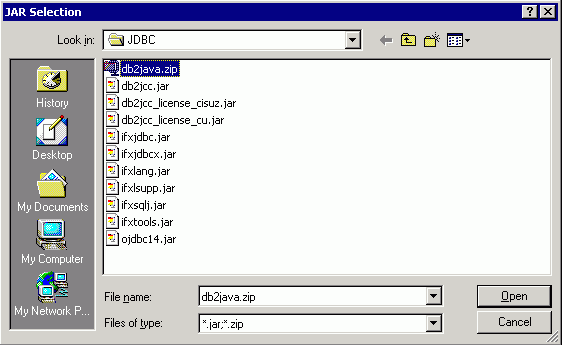 JAR Selection
Look in: JDBC
History
Desktop
My Documents
My Computer
My Network P...
db2java.zip
db2jcc.jar
db2jcc_license_cisuz.jar
db2jcc_license_cu.jar
ifxjdbc.jar
ifxjdbcx.jar
ifxlang.jar
ifxlsupp.jar
ifxsqlj.jar
ifxtools.jar
ojdbc14.jar
File name: db2java.zip Open
Files of type: *.jar;*.zip Cancel